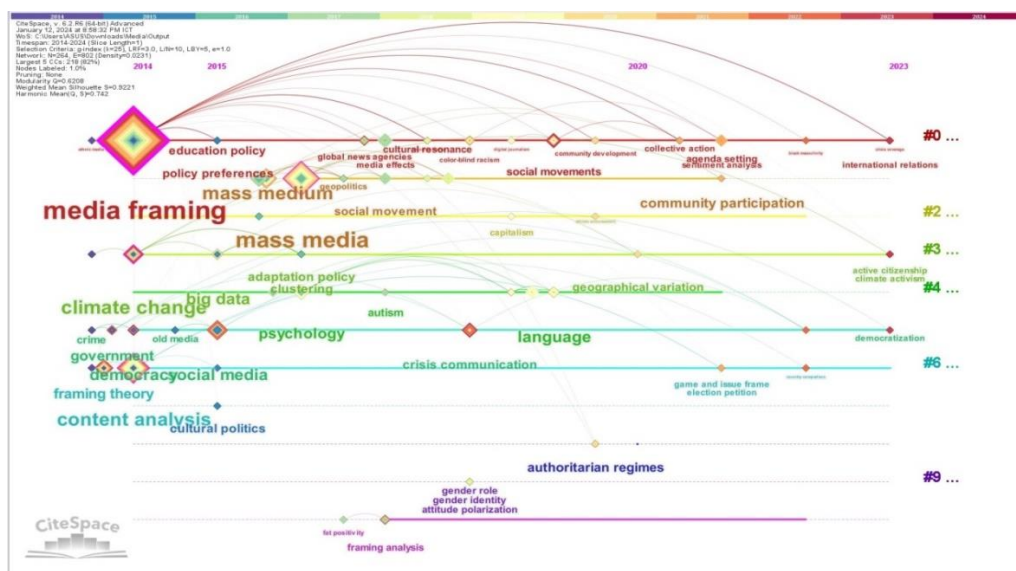 2014 2015 2016 2017 2020 2021 2022 2023 2024
CiteSpace, v. 6.2.R6 (64-bit) Advanced
January 12, 2024 at 8:58:32 PM ICT
WoS: C:\Users\ASUS\Downloads\Media\Output
Timespan: 2014-2024 (Slice Length=1)
Selection Criteria: g-index (k=25), LRF=3.0, L/N=10, LBY=5, e=1.0
Network: N=264, E=802 (Density=0.0231)
Largest 5 CCs: 218 (82%)
Nodes Labeled: 1.0%
Pruning: None
Modularity Q=0.6208
Weighted Mean Silhouette S=0.9221
Harmonic Mean(Q, S)=0.742
2014 2015 2020 2023
#0 ...
education policy cultural resonance digital journalism community development collective action
global news agencies color-blind racism agenda setting
policy preferences media effects sentiment analysis international relations
mass medium geopolitics social movements
media framing social movement community participation
#2 ...
mass media capitalism
#3 ...
adaptation policy active citizenship
clustering climate activism
geographical variation
#4 ...
climate change big data
autism
crime old media psychology language democratization
government
democracy social media crisis communication
#6 ...
framing theory game and issue frame
election petition
content analysis
cultural politics
authoritarian regimes
#9 ...
gender role
gender identity
attitude polarization
CiteSpace
fat positivity
framing analysis